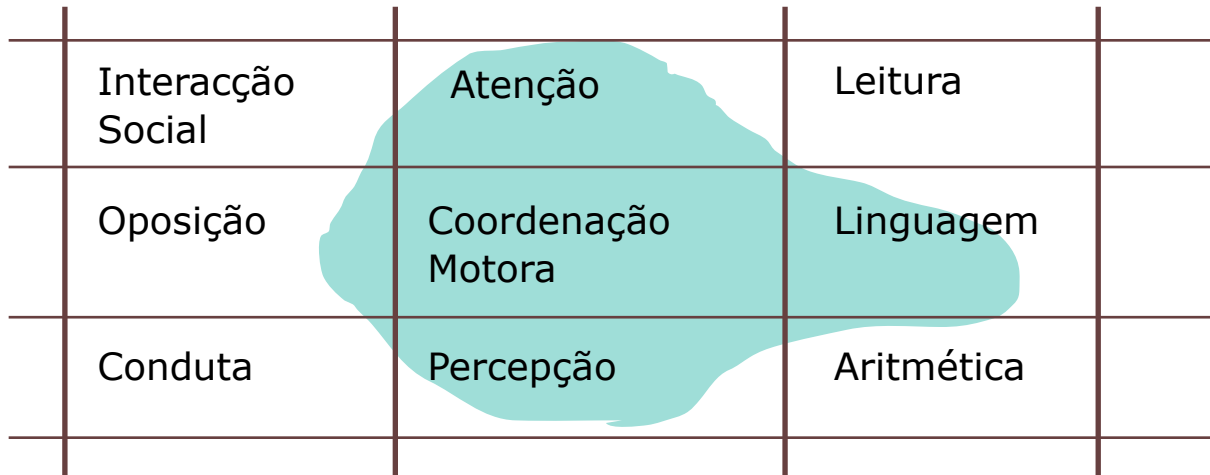 Interacção
Social
Atenção
Leitura
Oposição
Coordenação
Motora
Linguagem
Conduta
Percepção
Aritmética